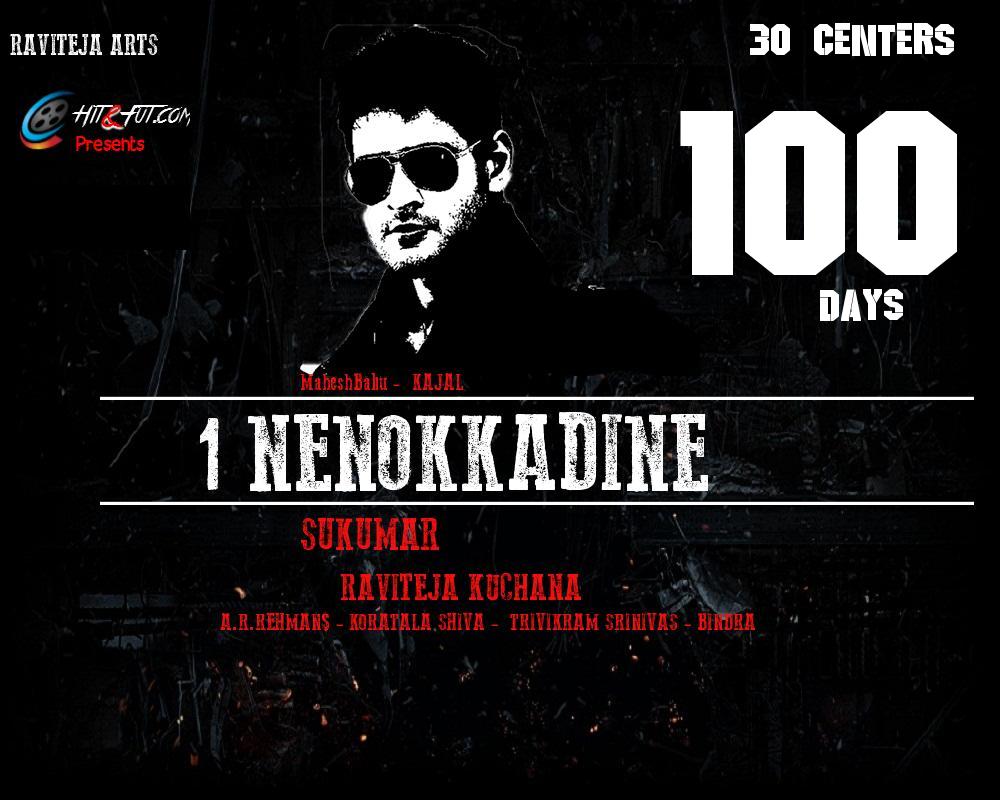 RAVITEJA ARTS
30 CENTERS
HIT&FUT.COM
Presents
100
DAYS
MaheshBabu - KAJAL
1 NENOKKADINE
SUKUMAR
RAVITEJA KUCHANA
A.R.REHMANS - KORATALA.SHIVA - TRIVIKRAM SRINIVAS - BINDRA